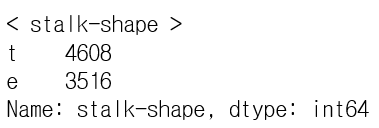 < stalk-shape >
t    4608
e    3516
Name: stalk-shape, dtype: int64